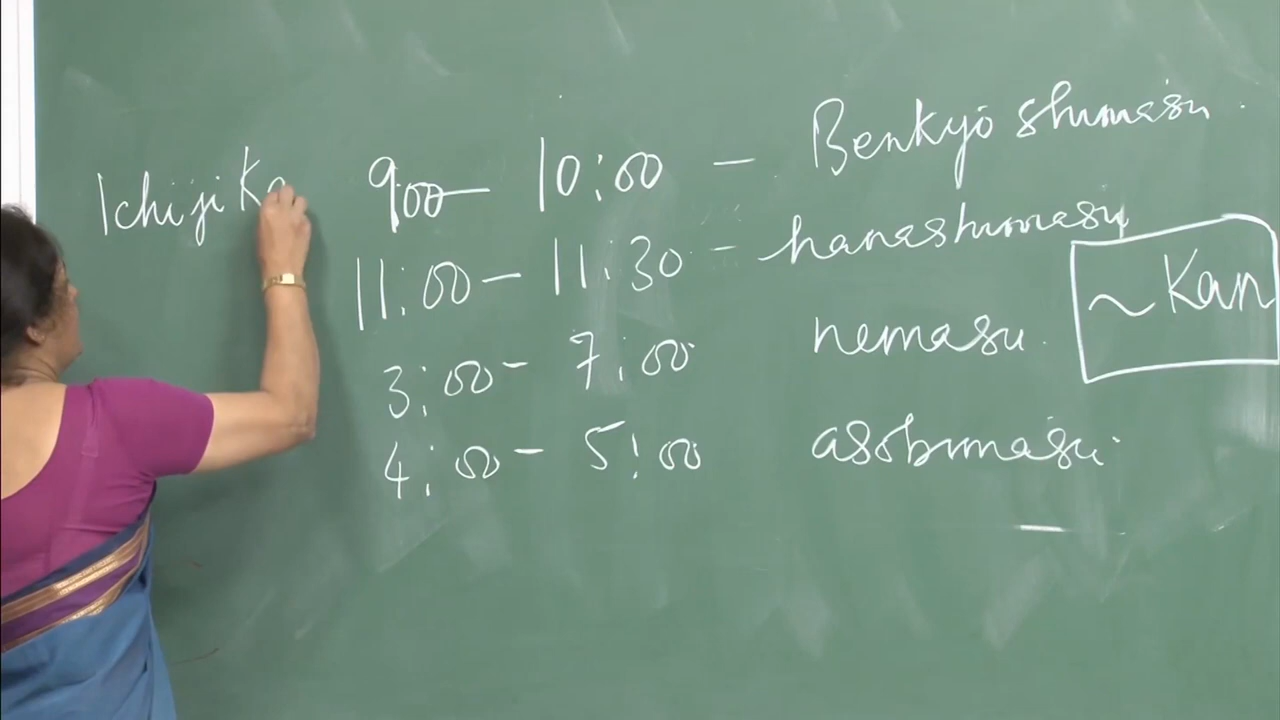 Ichijika 9:00 - 10:00 - Benkyō shimasu.
11:00 - 11:30 - hanashimasu
3:00 - 7:00 nemasu.
4:00 - 5:00 asobimasu.
~Kan